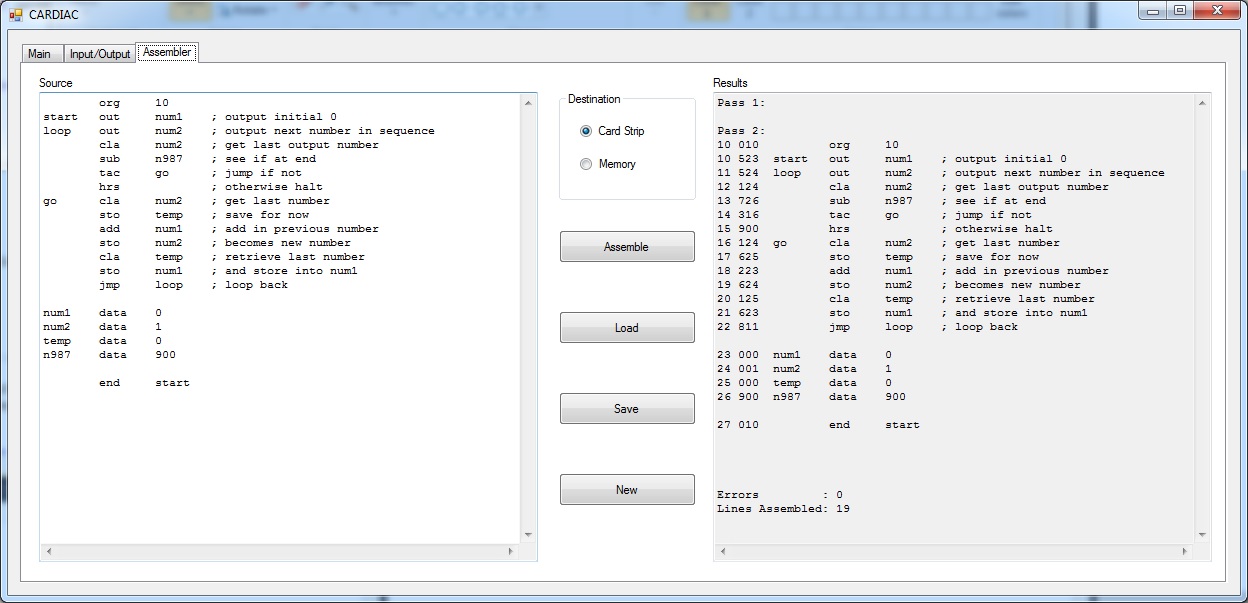 CARDIAC
Main Input/Output Assembler
Source
        org     10
start   out     num1    ; output initial 0
loop    out     num2    ; output next number in sequence
        cla     num2    ; get last output number
        sub     n987    ; see if at end
        tac     go      ; jump if not
        hrs             ; otherwise halt
go      cla     num2    ; get last number
        sto     temp    ; save for now
        add     num1    ; add in previous number
        sto     num2    ; becomes new number
        cla     temp    ; retrieve last number
        sto     num1    ; and store into num1
        jmp     loop    ; loop back
num1    data    0
num2    data    1
temp    data    0
n987    data    900
        end     start
Destination
Card Strip
Memory
Assemble
Load
Save
New
Results
Pass 1:
Pass 2:
10 010          org     10
10 523  start   out     num1    ; output initial 0
11 524  loop    out     num2    ; output next number in sequence
12 124          cla     num2    ; get last output number
13 726          sub     n987    ; see if at end
14 316          tac     go      ; jump if not
15 900          hrs             ; otherwise halt
16 124  go      cla     num2    ; get last number
17 625          sto     temp    ; save for now
18 223          add     num1    ; add in previous number
19 624          sto     num2    ; becomes new number
20 125          cla     temp    ; retrieve last number
21 623          sto     num1    ; and store into num1
22 811          jmp     loop    ; loop back
23 000  num1    data    0
24 001  num2    data    1
25 000  temp    data    0
26 900  n987    data    900
27 010          end     start
Errors         : 0
Lines Assembled: 19